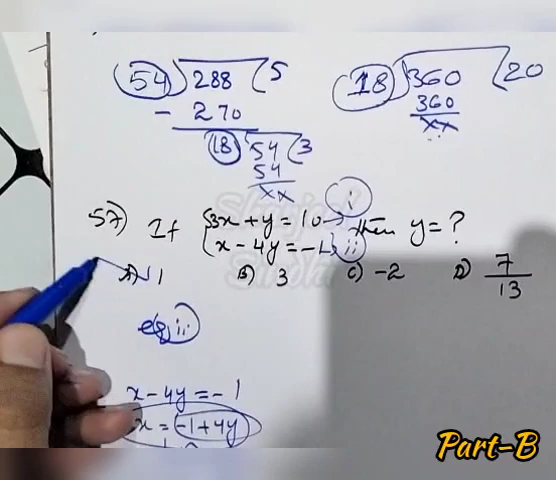 54)288(5
- 270
18)54(3
54
xx
18)360(20
360
xx
57) If {3x + y = 10 → i
{x - 4y = -1 } ii then y = ?
A) 1 B) 3 C) -2 D) 7/13
eq ii
x - 4y = -1
x = -1 + 4y
Part-B